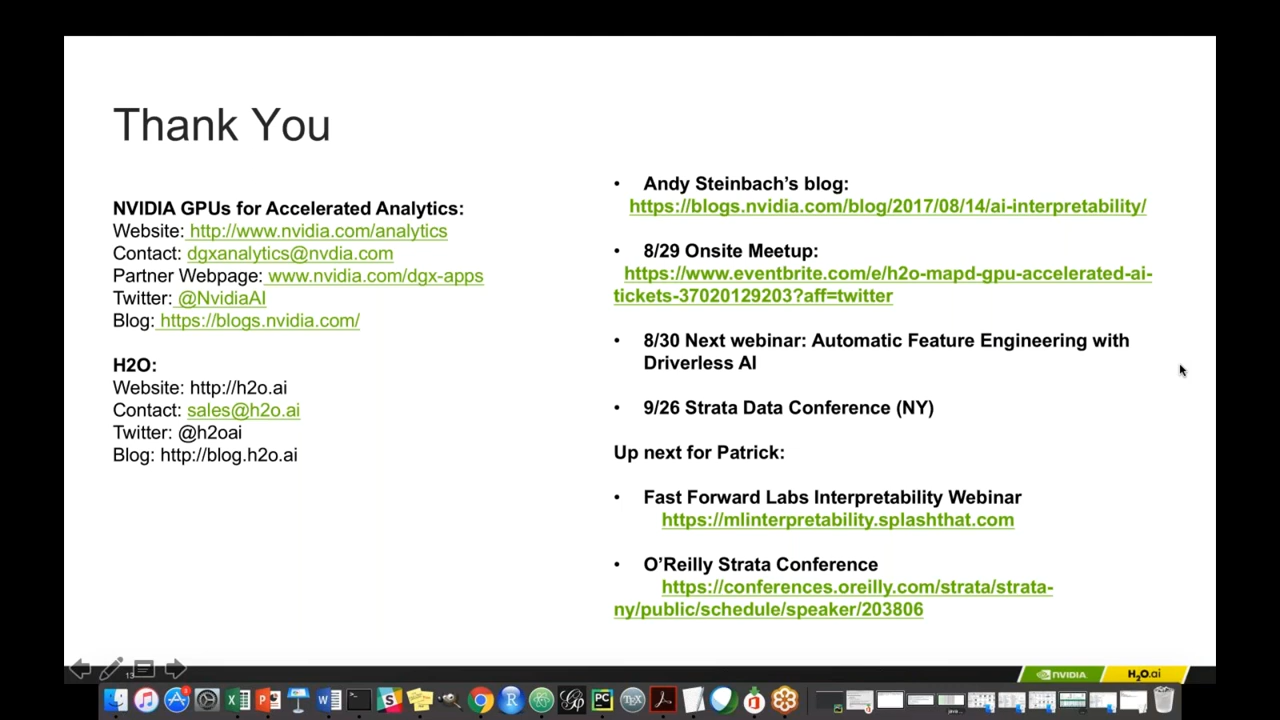 Thank You
NVIDIA GPUs for Accelerated Analytics:
Website: http://www.nvidia.com/analytics
Contact: dgxanalytics@nvdia.com
Partner Webpage: www.nvidia.com/dgx-apps
Twitter: @NvidiaAI
Blog: https://blogs.nvidia.com/
H2O:
Website: http://h2o.ai
Contact: sales@h2o.ai
Twitter: @h2oai
Blog: http://blog.h2o.ai
• Andy Steinbach’s blog:
https://blogs.nvidia.com/blog/2017/08/14/ai-interpretability/
• 8/29 Onsite Meetup:
https://www.eventbrite.com/e/h2o-mapd-gpu-accelerated-ai-
tickets-37020129203?aff=twitter
• 8/30 Next webinar: Automatic Feature Engineering with
Driverless AI
• 9/26 Strata Data Conference (NY)
Up next for Patrick:
• Fast Forward Labs Interpretability Webinar
https://mlinterpretability.splashthat.com
• O’Reilly Strata Conference
https://conferences.oreilly.com/strata/strata-
ny/public/schedule/speaker/203806
13
NVIDIA.
H2O.ai